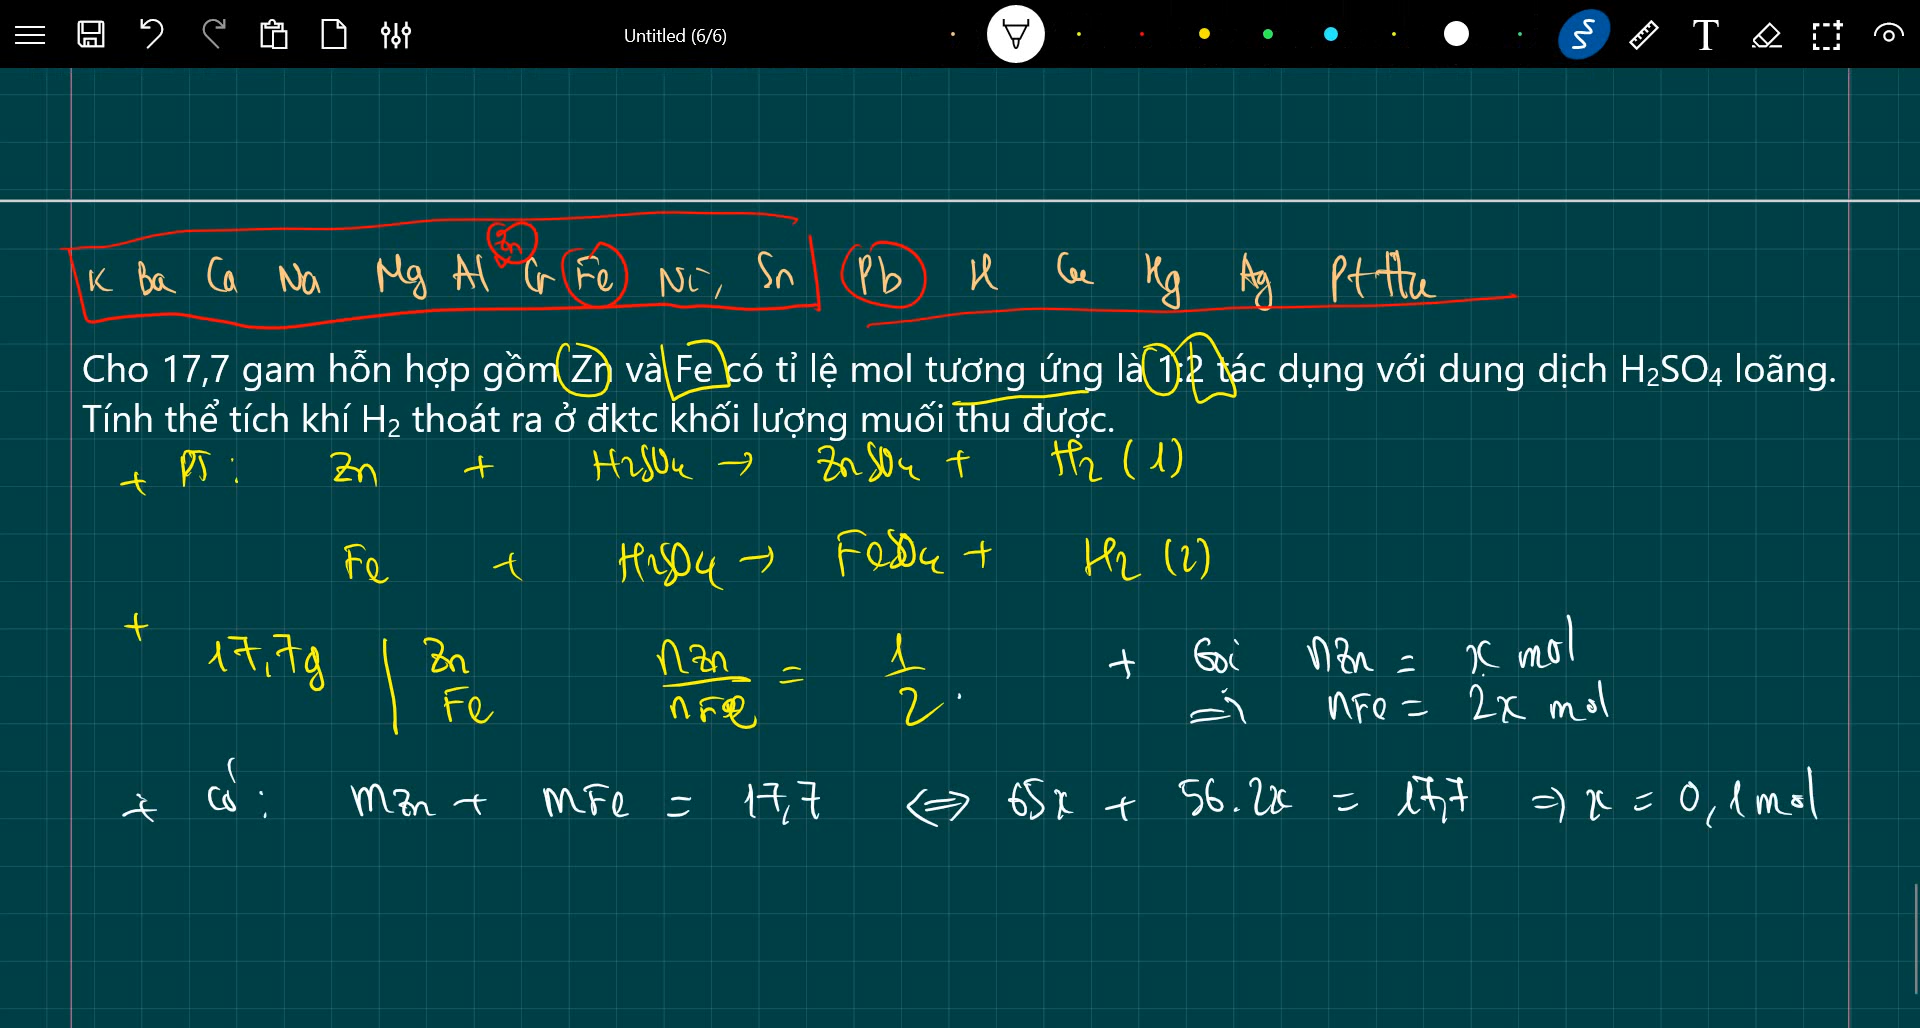 Untitled (6/6)
T
Zn
K Ba Ca Na Mg Al Cr Fe Ni, Sn Pb H Cu Hg Ag Pt Au
Cho 17,7 gam hỗn hợp gồm Zn và Fe có tỉ lệ mol tương ứng là 1:2 tác dụng với dung dịch H₂SO₄ loãng.
Tính thể tích khí H₂ thoát ra ở đktc khối lượng muối thu được.
+ PT: Zn + H₂SO₄ → ZnSO₄ + H₂ (1)
Fe + H₂SO₄ → FeSO₄ + H₂ (2)
+ 17,7g | Zn Fe nZn/nFe = 1/2. + Gọi nZn = x mol
⇒ nFe = 2x mol
+ Có: mZn + mFe = 17,7 ⇔ 65x + 56.2x = 17,7 ⇒ x = 0,1 mol